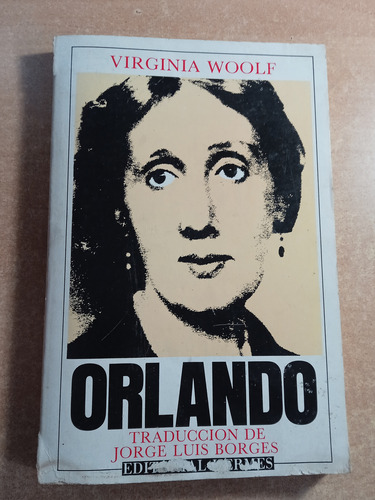 VIRGINIA WOOLF
ORLANDO
TRADUCCION DE
JORGE LUIS BORGES